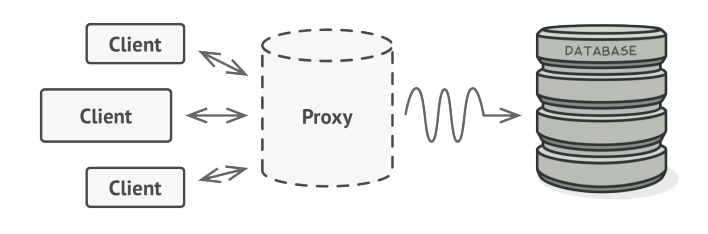 Client
Client
Client
Proxy
DATABASE